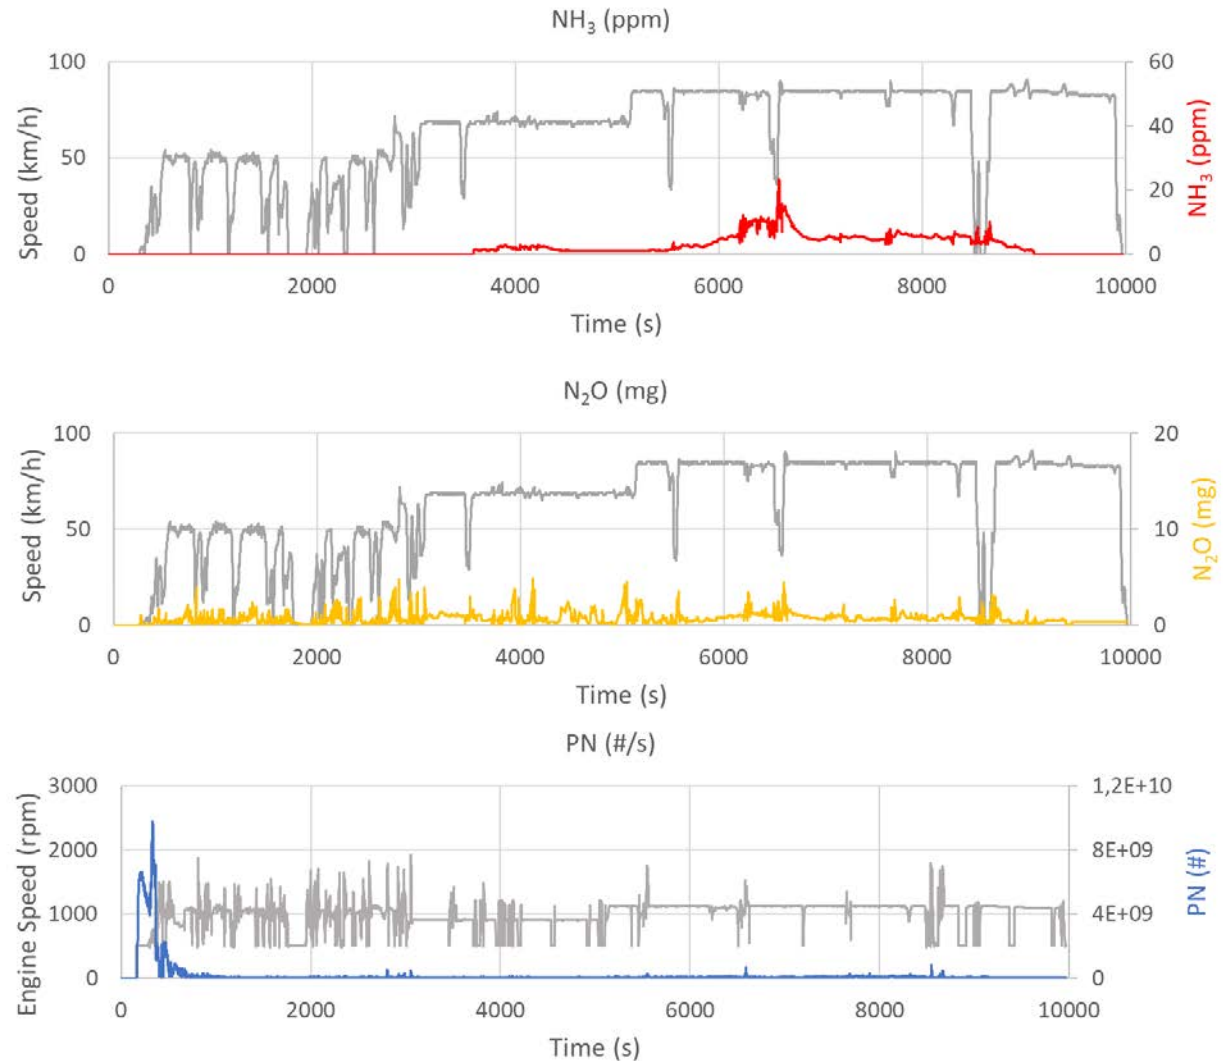 NH₃ (ppm)
100
60
Speed (km/h)
50
40
20
NH₃ (ppm)
0
0
0
2000
4000
6000
8000
10000
Time (s)
N₂O (mg)
100
20
Speed (km/h)
50
10
N₂O (mg)
0
0
0
2000
4000
6000
8000
10000
Time (s)
PN (#/s)
3000
1,2E+10
Engine Speed (rpm)
2000
8E+09
1000
4E+09
PN (#)
0
0
0
2000
4000
6000
8000
10000
Time (s)